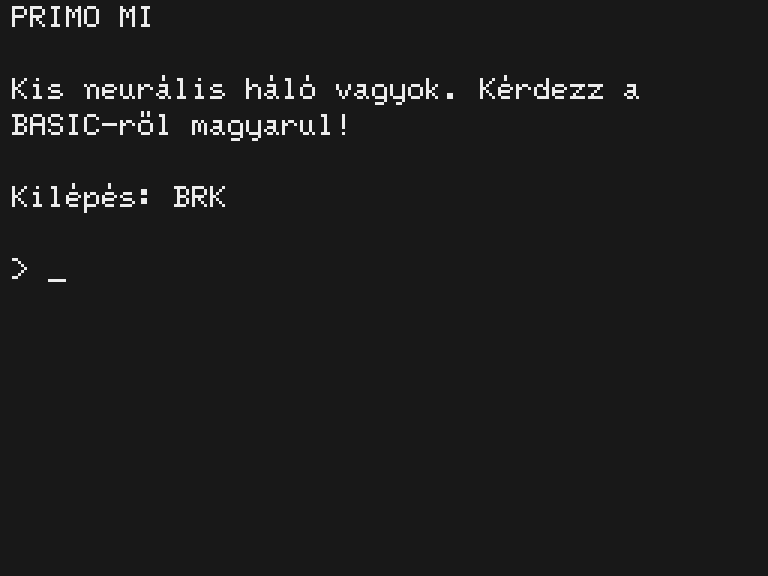 PRIMO MI
Kis neurális háló vagyok. Kérdezz a
BASIC-ről magyarul!
Kilépés: BRK
> _